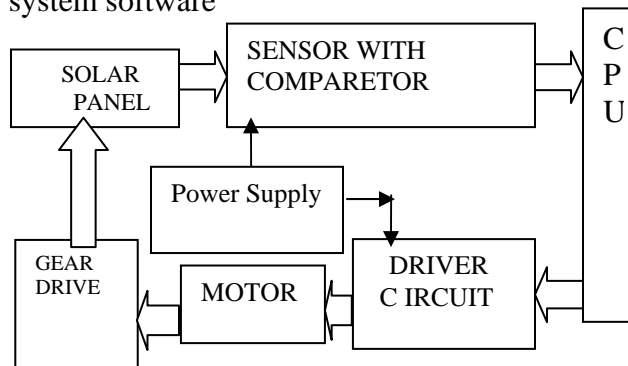 system software
SOLAR
PANEL
SENSOR WITH
COMPARETOR
C
P
U
Power Supply
GEAR
DRIVE
MOTOR
DRIVER
C IRCUIT